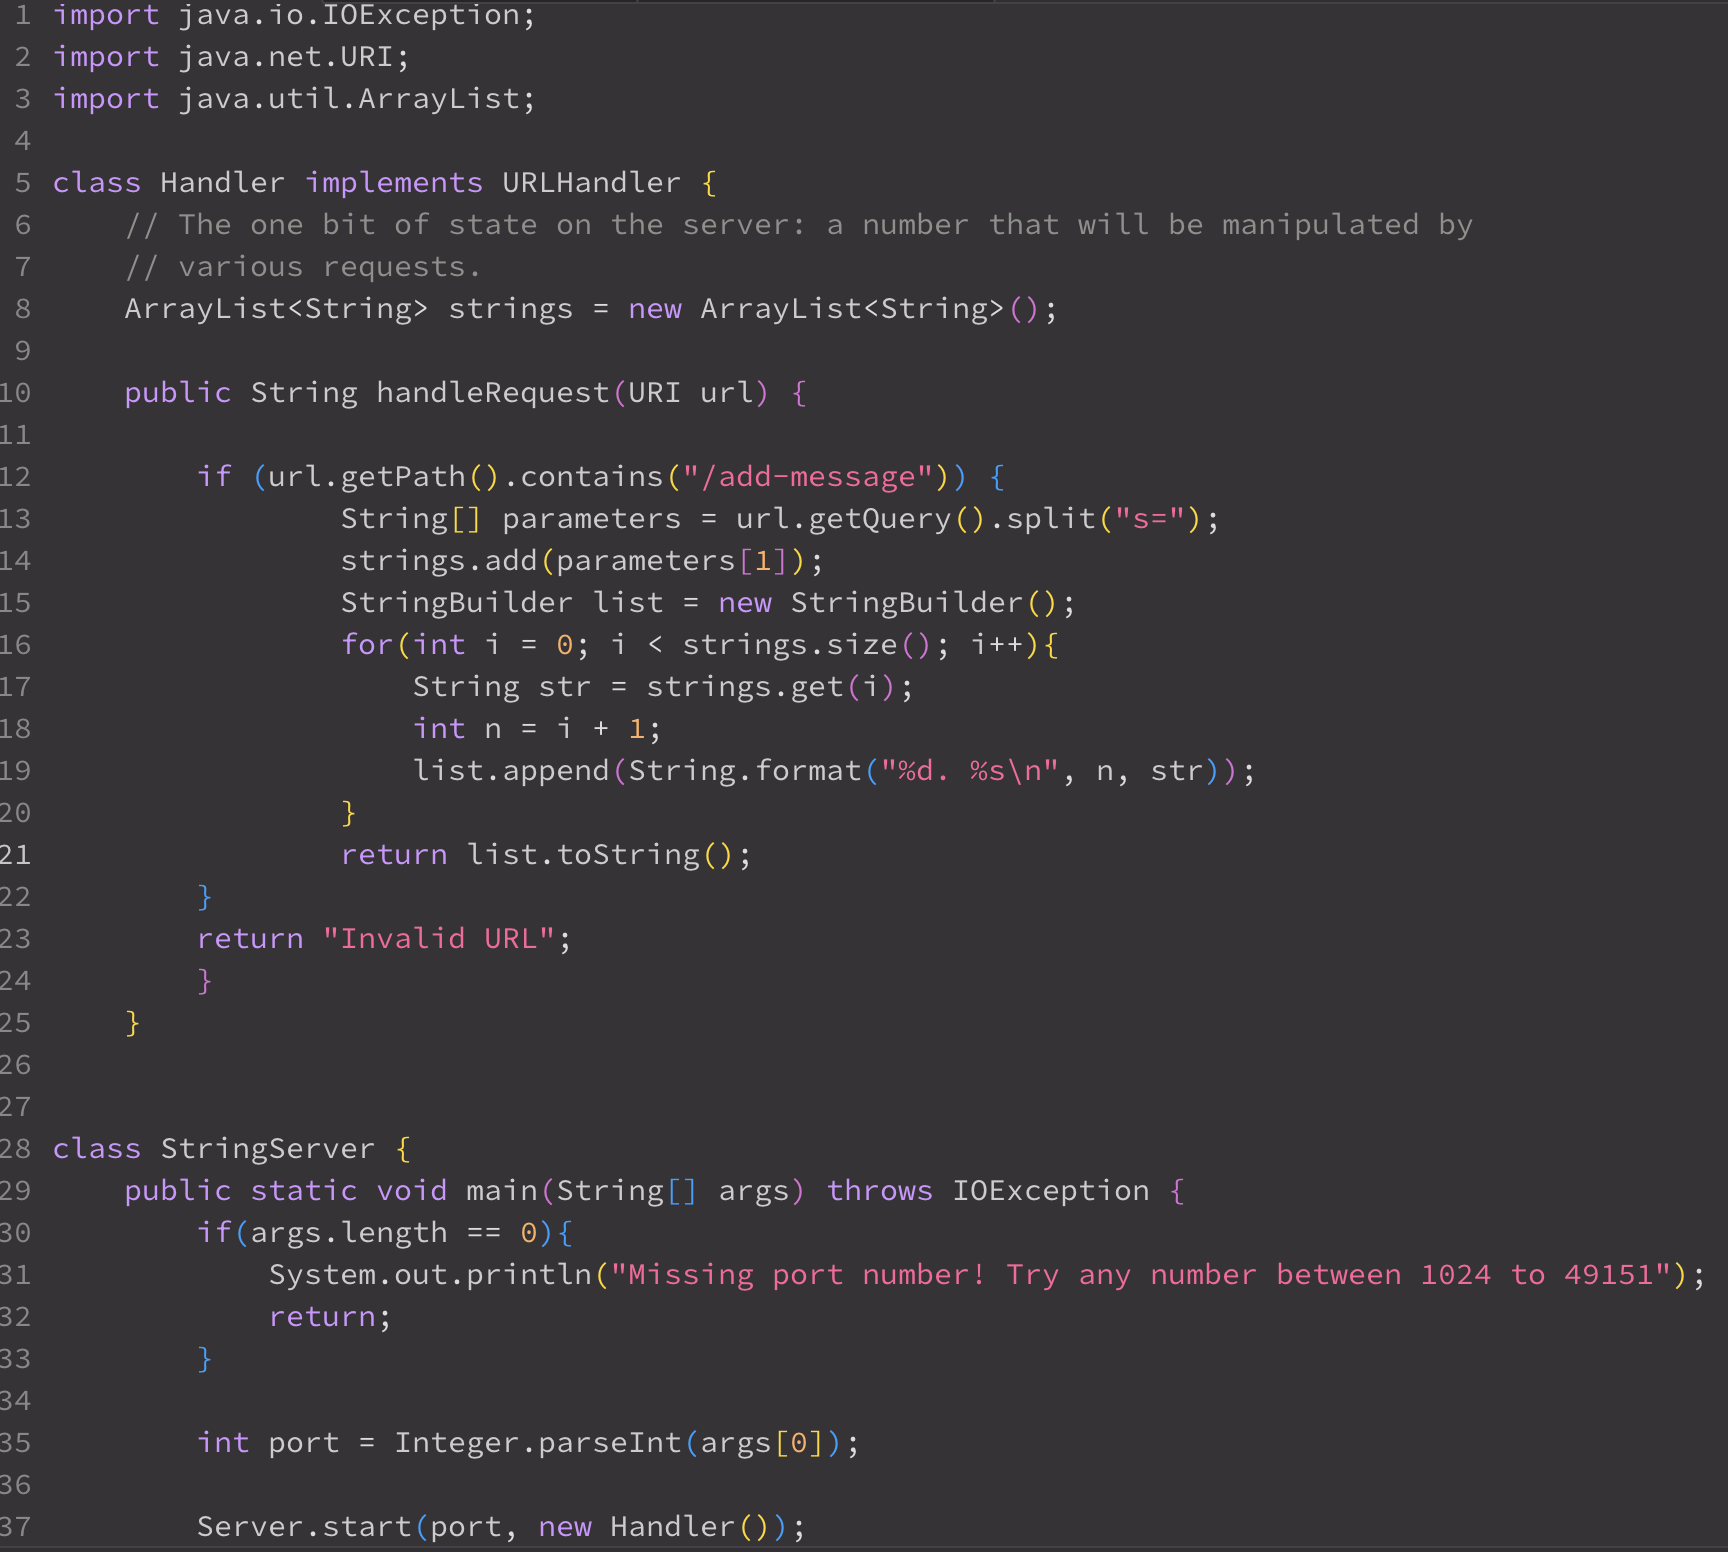 1 import java.io.IOException;
2 import java.net.URI;
3 import java.util.ArrayList;
4
5 class Handler implements URLHandler {
6     // The one bit of state on the server: a number that will be manipulated by
7     // various requests.
8     ArrayList<String> strings = new ArrayList<String>();
9
10     public String handleRequest(URI url) {
11
12         if (url.getPath().contains("/add-message")) {
13                 String[] parameters = url.getQuery().split("s=");
14                 strings.add(parameters[1]);
15                 StringBuilder list = new StringBuilder();
16                 for(int i = 0; i < strings.size(); i++){
17                     String str = strings.get(i);
18                     int n = i + 1;
19                     list.append(String.format("%d. %s\n", n, str));
20                 }
21                 return list.toString();
22         }
23         return "Invalid URL";
24         }
25     }
26
27
28 class StringServer {
29     public static void main(String[] args) throws IOException {
30         if(args.length == 0){
31             System.out.println("Missing port number! Try any number between 1024 to 49151");
32             return;
33         }
34
35         int port = Integer.parseInt(args[0]);
36
37         Server.start(port, new Handler());